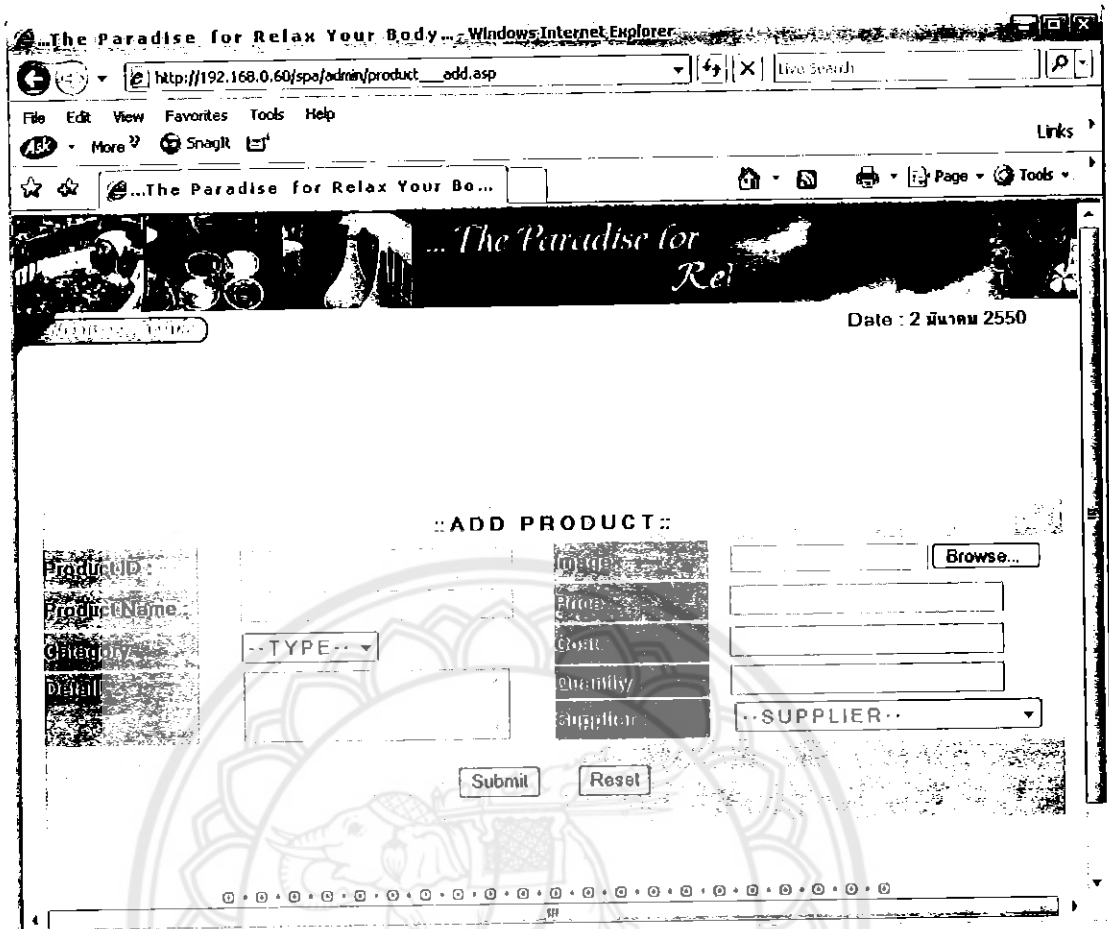 ...The Paradise for Relax Your Body... - Windows Internet Explorer
http://192.168.0.60/spa/admin/product__add.asp
Live Search
File Edit View Favorites Tools Help
Links
Ask More SnagIt
...The Paradise for Relax Your Bo...
Page Tools
... The Paradise for
Rel
Date : 2 มีนาคม 2550
::ADD PRODUCT::
Product ID :
Image :
Browse...
Product Name :
Price
Category
--TYPE--
Cost
Detail
Quantity
Supplier
--SUPPLIER--
Submit
Reset